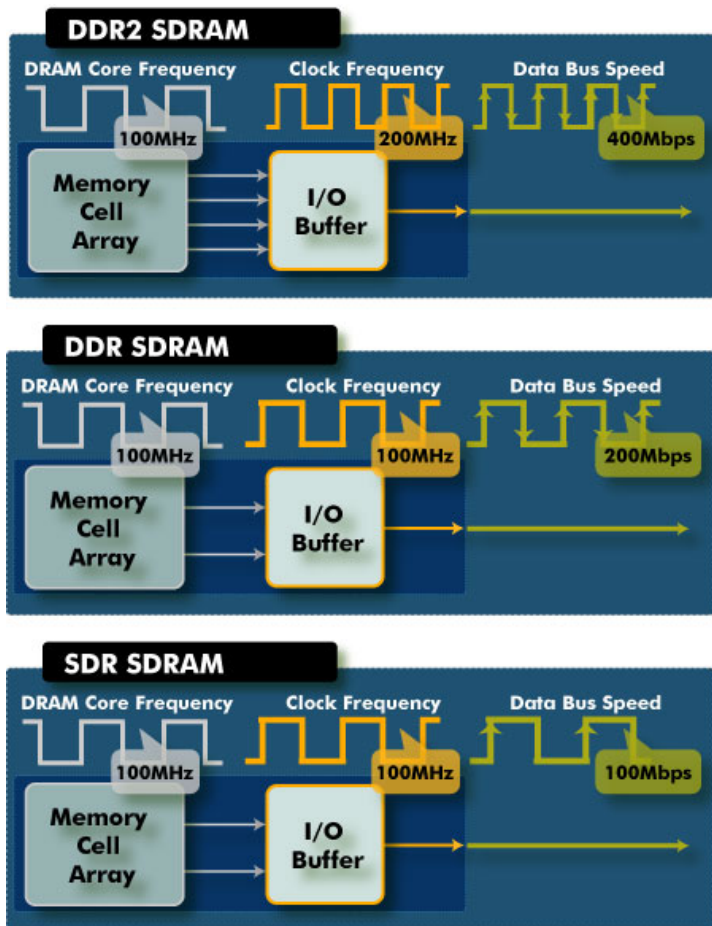 DDR2 SDRAM
DRAM Core Frequency
Clock Frequency
Data Bus Speed
100MHz
200MHz
400Mbps
Memory
Cell
Array
I/O
Buffer
DDR SDRAM
DRAM Core Frequency
Clock Frequency
Data Bus Speed
100MHz
100MHz
200Mbps
Memory
Cell
Array
I/O
Buffer
SDR SDRAM
DRAM Core Frequency
Clock Frequency
Data Bus Speed
100MHz
100MHz
100Mbps
Memory
Cell
Array
I/O
Buffer